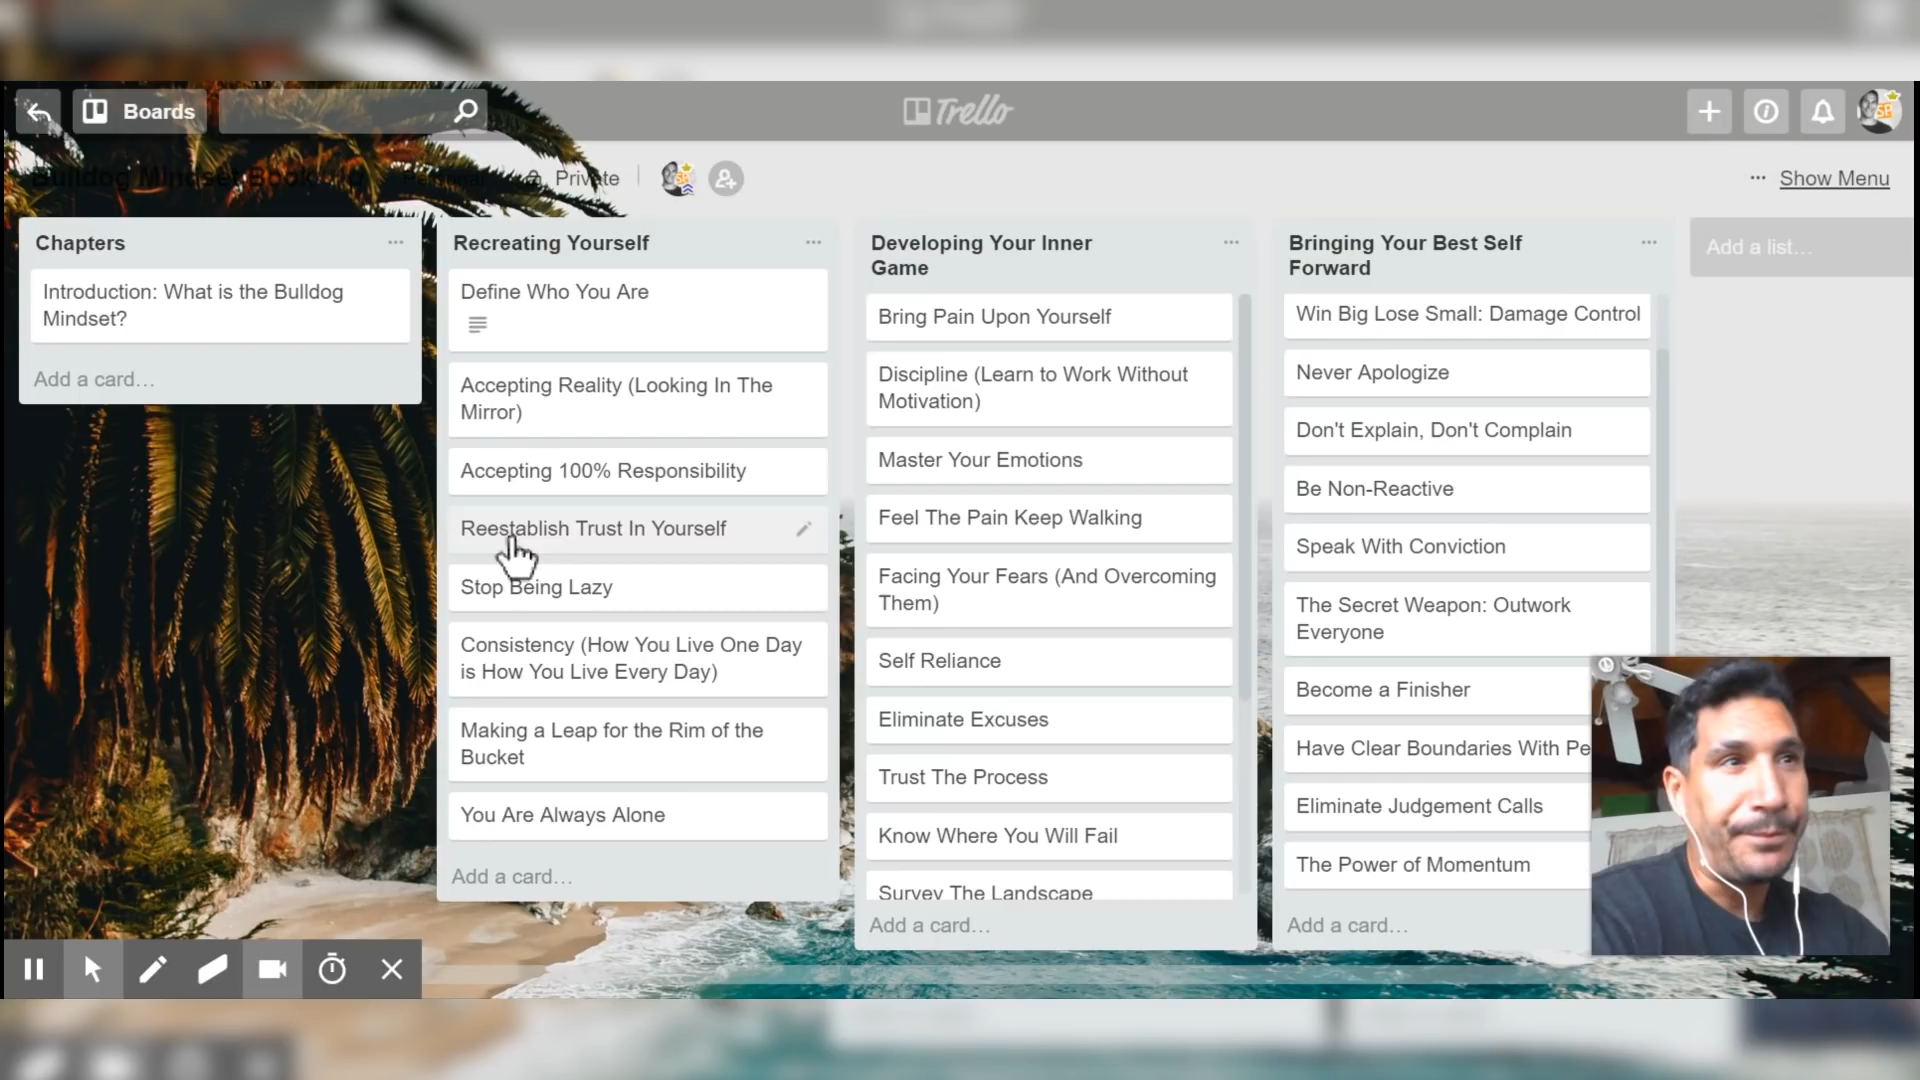 Boards
Trello
Bulldog Mindset Book
Personal
Private
Show Menu
Chapters
Introduction: What is the Bulldog
Mindset?
Add a card…
Recreating Yourself
Define Who You Are
Accepting Reality (Looking In The
Mirror)
Accepting 100% Responsibility
Reestablish Trust In Yourself
Stop Being Lazy
Consistency (How You Live One Day
is How You Live Every Day)
Making a Leap for the Rim of the
Bucket
You Are Always Alone
Add a card…
Developing Your Inner
Game
Bring Pain Upon Yourself
Discipline (Learn to Work Without
Motivation)
Master Your Emotions
Feel The Pain Keep Walking
Facing Your Fears (And Overcoming
Them)
Self Reliance
Eliminate Excuses
Trust The Process
Know Where You Will Fail
Survey The Landscape
Add a card…
Bringing Your Best Self
Forward
Win Big Lose Small: Damage Control
Never Apologize
Don't Explain, Don't Complain
Be Non-Reactive
Speak With Conviction
The Secret Weapon: Outwork
Everyone
Become a Finisher
Have Clear Boundaries With Pe
Eliminate Judgement Calls
The Power of Momentum
Add a card…
Add a list…